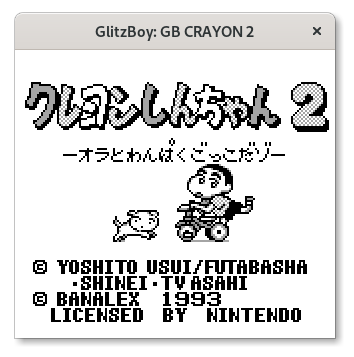 GlitzBoy: GB CRAYON 2
×
クレヨンしんちゃん 2
ーオラとわんぱくごっこだゾー
© YOSHITO USUI/FUTABASHA
・SHINEI・TV ASAHI
© BANALEX 1993
LICENSED BY NINTENDO